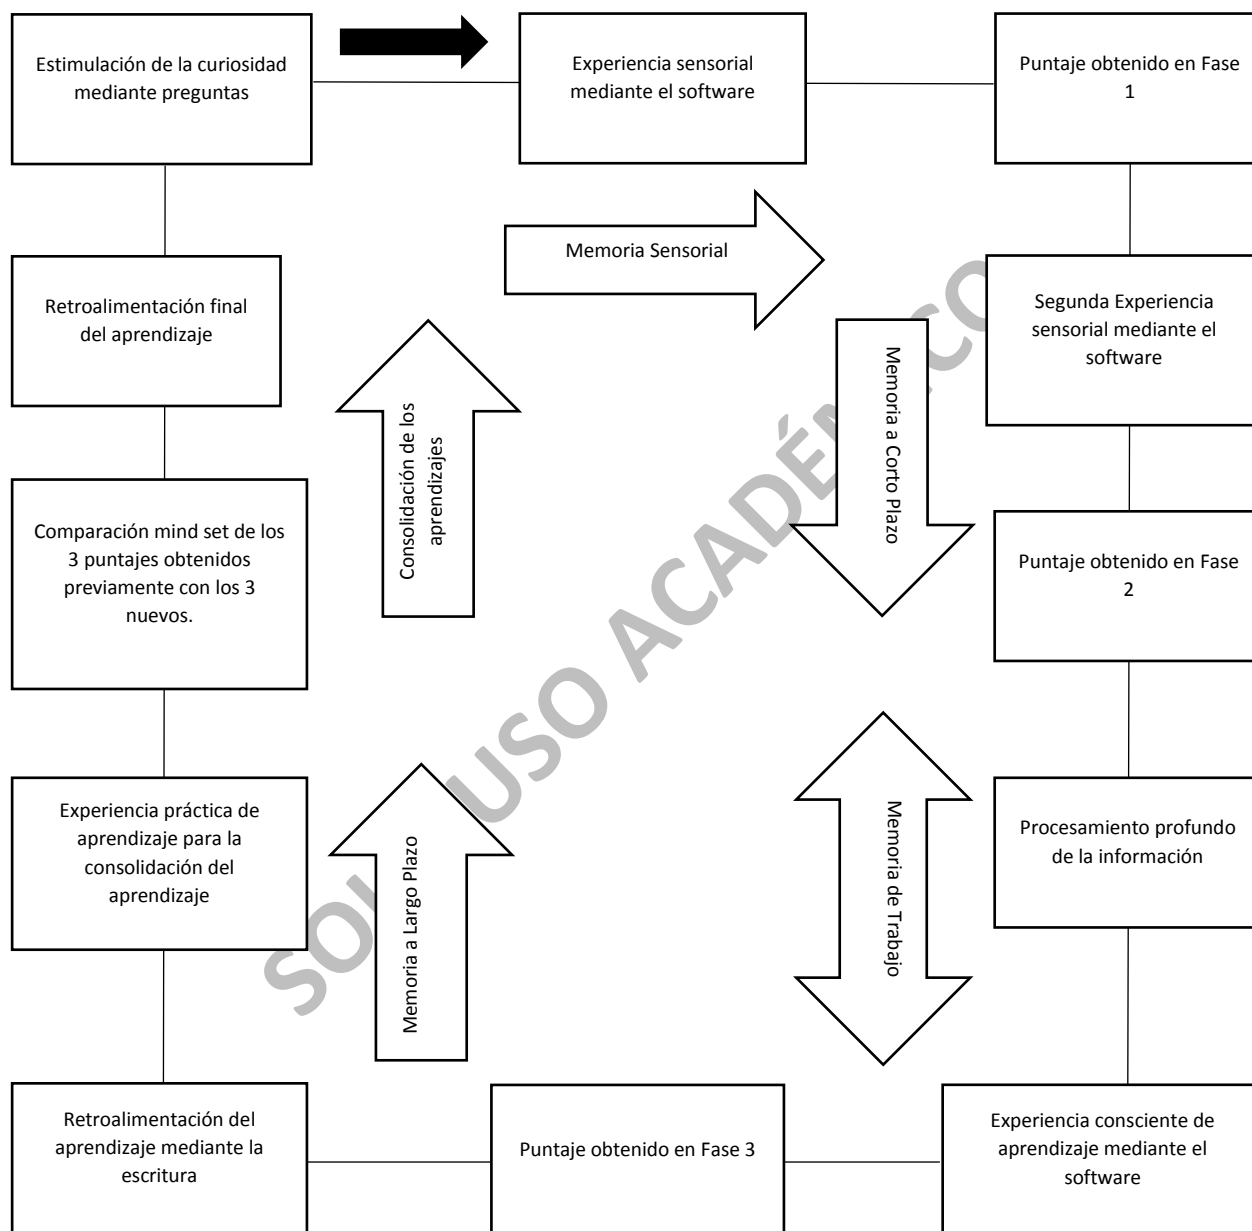 Estimulación de la curiosidad
mediante preguntas
Experiencia sensorial
mediante el software
Puntaje obtenido en Fase
1
Memoria Sensorial
Retroalimentación final
del aprendizaje
Segunda Experiencia
sensorial mediante el
software
Consolidación de los
aprendizajes
Memoria a Corto Plazo
Comparación mind set de los
3 puntajes obtenidos
previamente con los 3
nuevos.
Puntaje obtenido en Fase
2
Experiencia práctica de
aprendizaje para la
consolidación del
aprendizaje
Memoria a Largo Plazo
Memoria de Trabajo
Procesamiento profundo
de la información
Retroalimentación del
aprendizaje mediante la
escritura
Puntaje obtenido en Fase 3
Experiencia consciente de
aprendizaje mediante el
software
USO